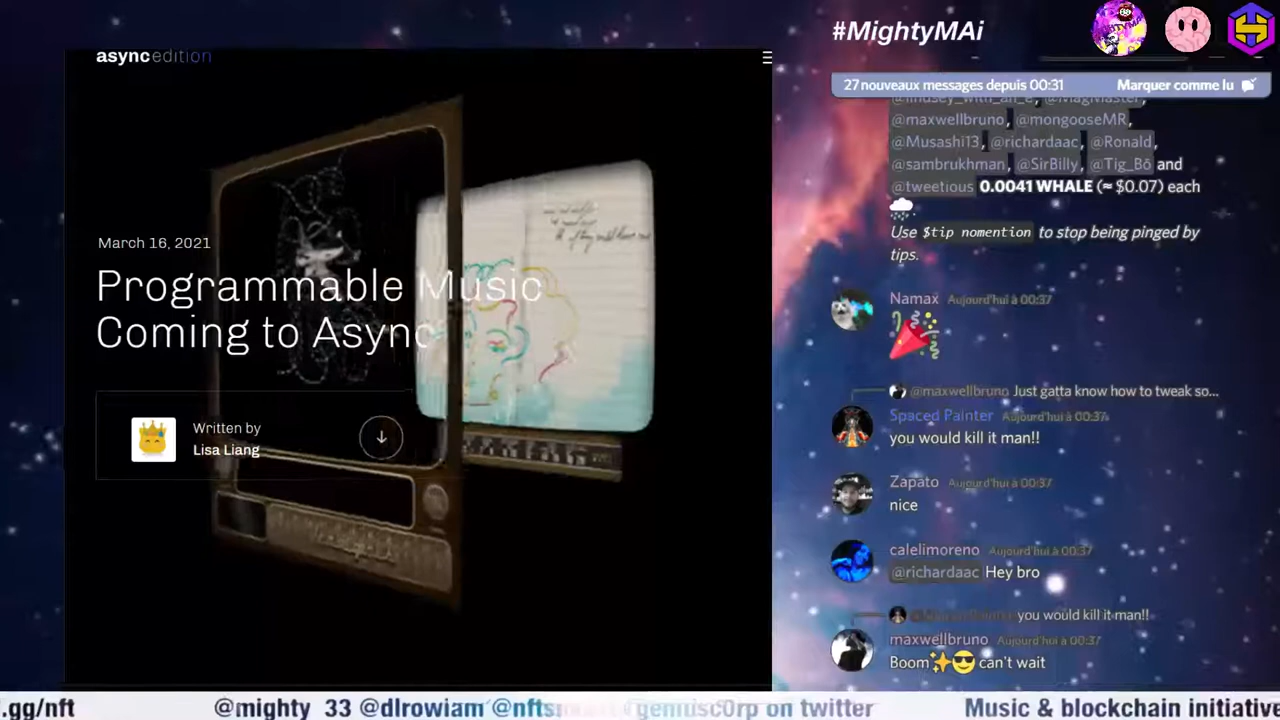 asyncedition
March 16, 2021
Programmable Music
Coming to Async
Written by
Lisa Liang
#MightyMAi
27 nouveaux messages depuis 00:31
Marquer comme lu
@lindsey_with_an_e, @MagMaster,
@maxwellbruno, @mongooseMR,
@Musashi13, @richardaac, @Ronald,
@sambrukhman, @SirBilly, @Tig_Bö and
@tweetious 0.0041 WHALE (≈ $0.07) each
Use $tip nomention to stop being pinged by
tips.
Namax Aujourd'hui à 00:37
@maxwellbruno Just gatta know how to tweak so...
Spaced Painter Aujourd'hui à 00:37
you would kill it man!!
Zapato Aujourd'hui à 00:37
nice
calelimoreno Aujourd'hui à 00:37
@richardaac Hey bro
you would kill it man!!
maxwellbruno Aujourd'hui à 00:37
Boom✨😎 can't wait
.gg/nft @mighty_33 @dlrowiam on twitter Music & blockchain initiative